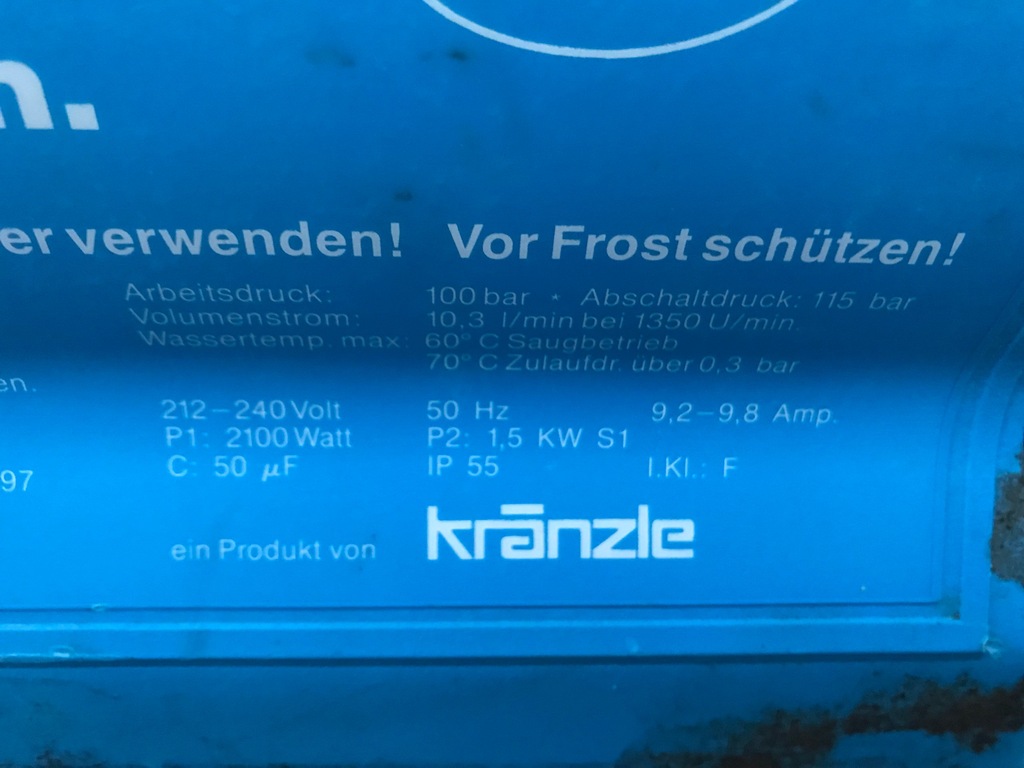 n.
er verwenden! Vor Frost schützen!
Arbeitsdruck: 100 bar * Abschaltdruck: 115 bar
Volumenstrom: 10,3 l/min bei 1350 U/min.
Wassertemp. max: 60° C Saugbetrieb
70° C Zulaufdr. über 0,3 bar
en.
212–240 Volt 50 Hz 9,2–9,8 Amp.
P1: 2100 Watt P2: 1,5 KW S1
C: 50 µF IP 55 I.Kl.: F
97
ein Produkt von kränzle